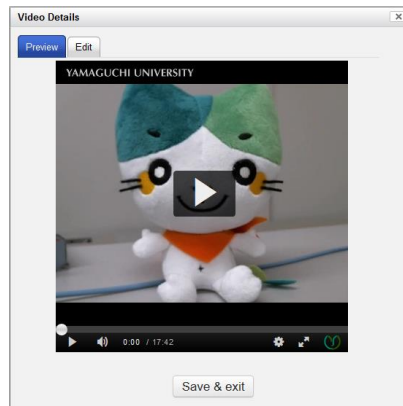 Video Details
Preview
Edit
YAMAGUCHI UNIVERSITY
0:00 / 17:42
Save & exit